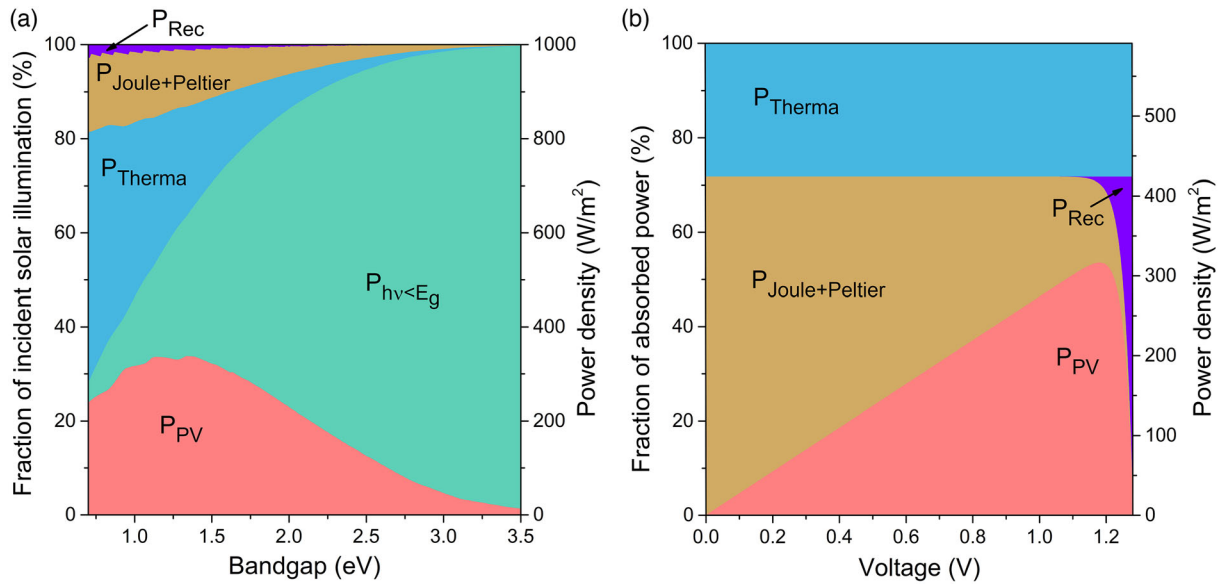 (a)
P_Rec
100
80
60
40
20
0
Fraction of incident solar illumination (%)
P_Joule+Peltier
P_Therma
P_hν<E_g
P_PV
1000
800
600
400
200
0
Power density (W/m²)
1.0 1.5 2.0 2.5 3.0 3.5
Bandgap (eV)
(b)
100
80
60
40
20
0
Fraction of absorbed power (%)
P_Therma
P_Rec
P_Joule+Peltier
P_PV
500
400
300
200
100
0
Power density (W/m²)
0.0 0.2 0.4 0.6 0.8 1.0 1.2
Voltage (V)